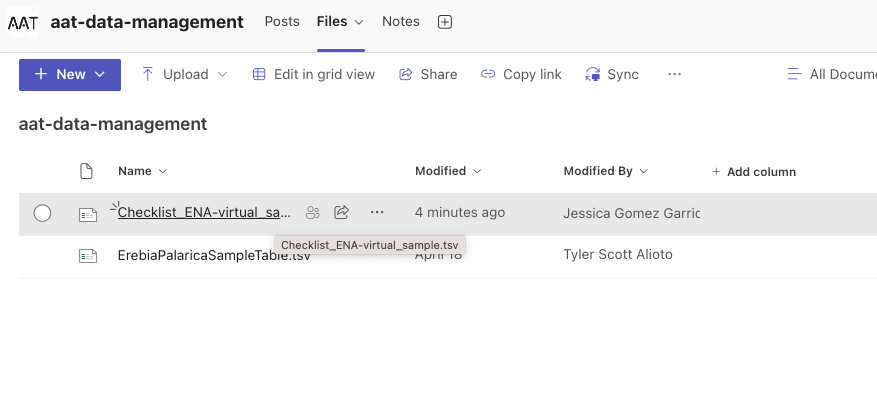 AAT aat-data-management Posts Files Notes
New Upload Edit in grid view Share Copy link Sync ... All Docume
aat-data-management
Name Modified Modified By + Add column
Checklist_ENA-virtual_sa... ... 4 minutes ago Jessica Gomez Garric
Checklist_ENA-virtual_sample.tsv
ErebiaPalaricaSampleTable.tsv April 18 Tyler Scott Alioto